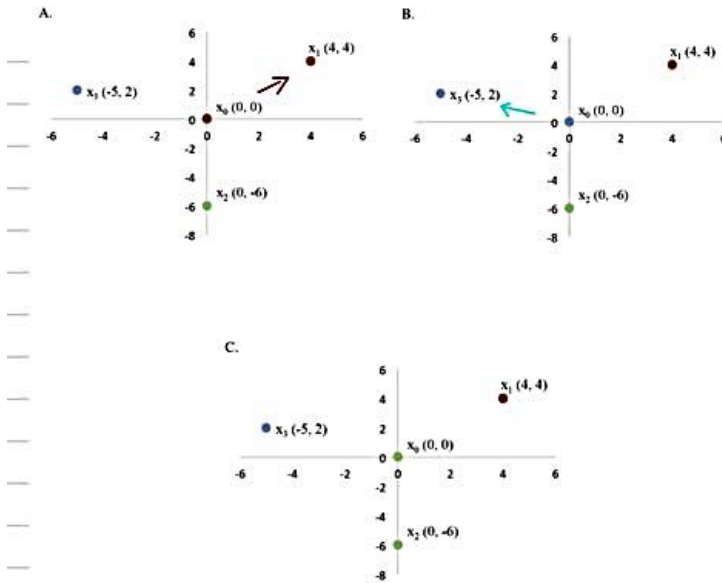 A.
6
x₁ (4, 4)
4
x₃ (-5, 2)
2
x₀ (0, 0)
0
-6 -4 -2 0 2 4 6
-2
-4
x₂ (0, -6)
-6
-8
B.
6
x₁ (4, 4)
4
x₃ (-5, 2)
2
x₀ (0, 0)
0
-6 -4 -2 0 2 4 6
-2
-4
x₂ (0, -6)
-6
-8
C.
6
x₁ (4, 4)
4
x₃ (-5, 2)
2
x₀ (0, 0)
0
-6 -4 -2 0 2 4 6
-2
-4
x₂ (0, -6)
-6
-8